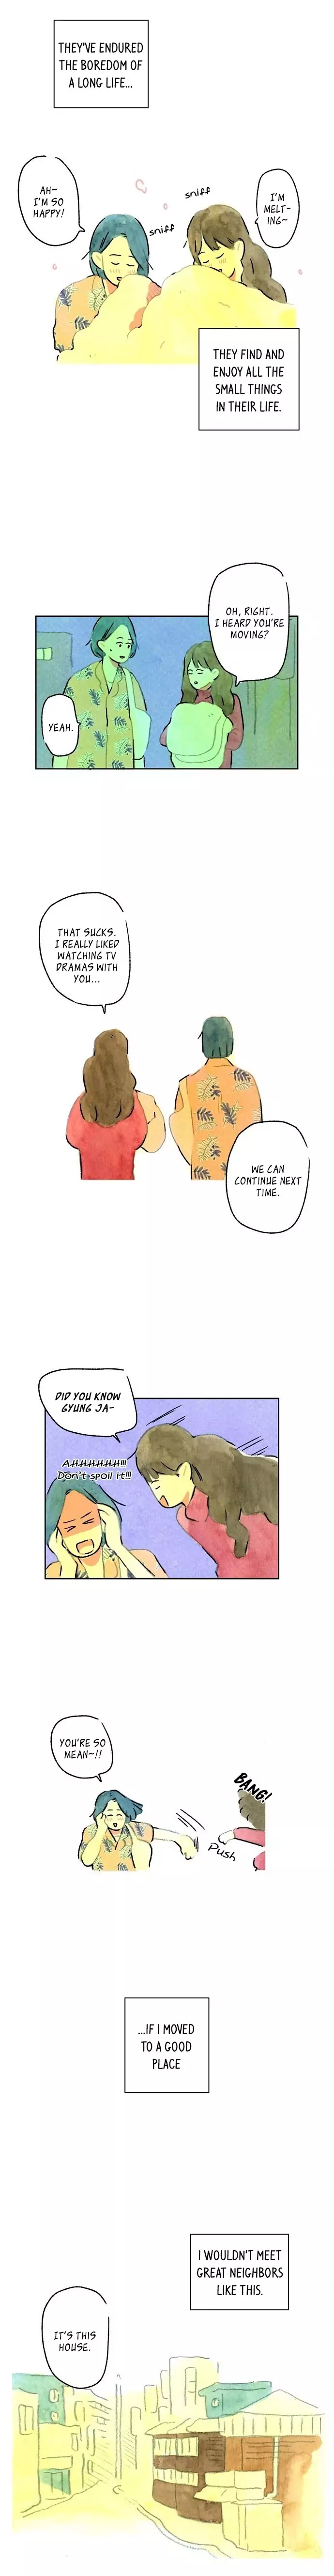 THEY'VE ENDURED
THE BOREDOM OF
A LONG LIFE...
AH~
I'M SO
HAPPY!
sniff
sniff
I'M
MELT-
ING~
THEY FIND AND
ENJOY ALL THE
SMALL THINGS
IN THEIR LIFE.
OH, RIGHT.
I HEARD YOU'RE
MOVING?
YEAH.
THAT SUCKS.
I REALLY LIKED
WATCHING TV
DRAMAS WITH
YOU...
WE CAN
CONTINUE NEXT
TIME.
DID YOU KNOW
GYUNG JA-
AHHHHHH!!!
Don't spoil it!!!
YOU'RE SO
MEAN~!!
BANG!
Push
...IF I MOVED
TO A GOOD
PLACE
I WOULDN'T MEET
GREAT NEIGHBORS
LIKE THIS.
IT'S THIS
HOUSE.